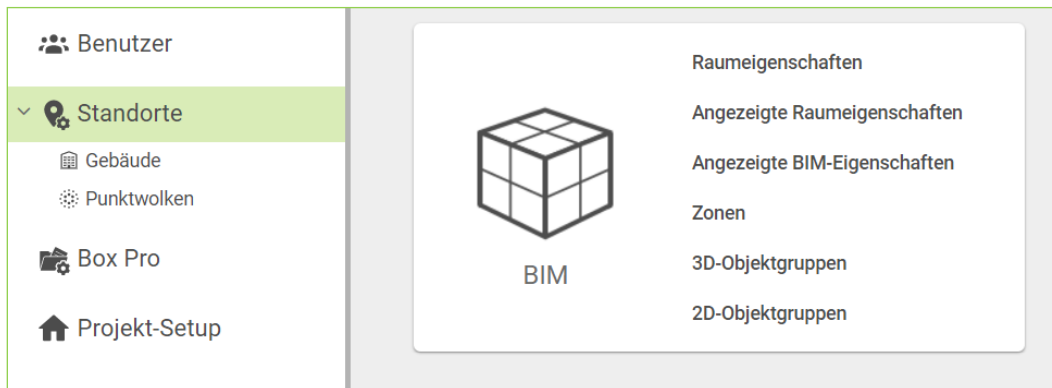 Benutzer
Standorte
Gebäude
Punktwolken
Box Pro
Projekt-Setup
BIM
Raumeigenschaften
Angezeigte Raumeigenschaften
Angezeigte BIM-Eigenschaften
Zonen
3D-Objektgruppen
2D-Objektgruppen